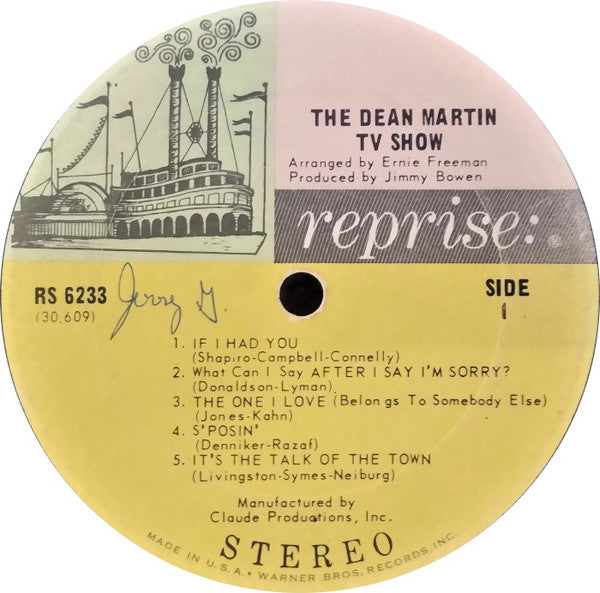 THE DEAN MARTIN
TV SHOW
Arranged by Ernie Freeman
Produced by Jimmy Bowen
reprise:
®
RS 6233
(30,609)
Jerry G.
SIDE
1
1. IF I HAD YOU
(Shapiro-Campbell-Connelly)
2. What Can I Say AFTER I SAY I'M SORRY?
(Donaldson-Lyman)
3. THE ONE I LOVE (Belongs To Somebody Else)
(Jones-Kahn)
4. S'POSIN'
(Denniker-Razaf)
5. IT'S THE TALK OF THE TOWN
(Livingston-Symes-Neiburg)
Manufactured by
Claude Productions, Inc.
STEREO
MADE IN U.S.A. • WARNER BROS. RECORDS, INC.